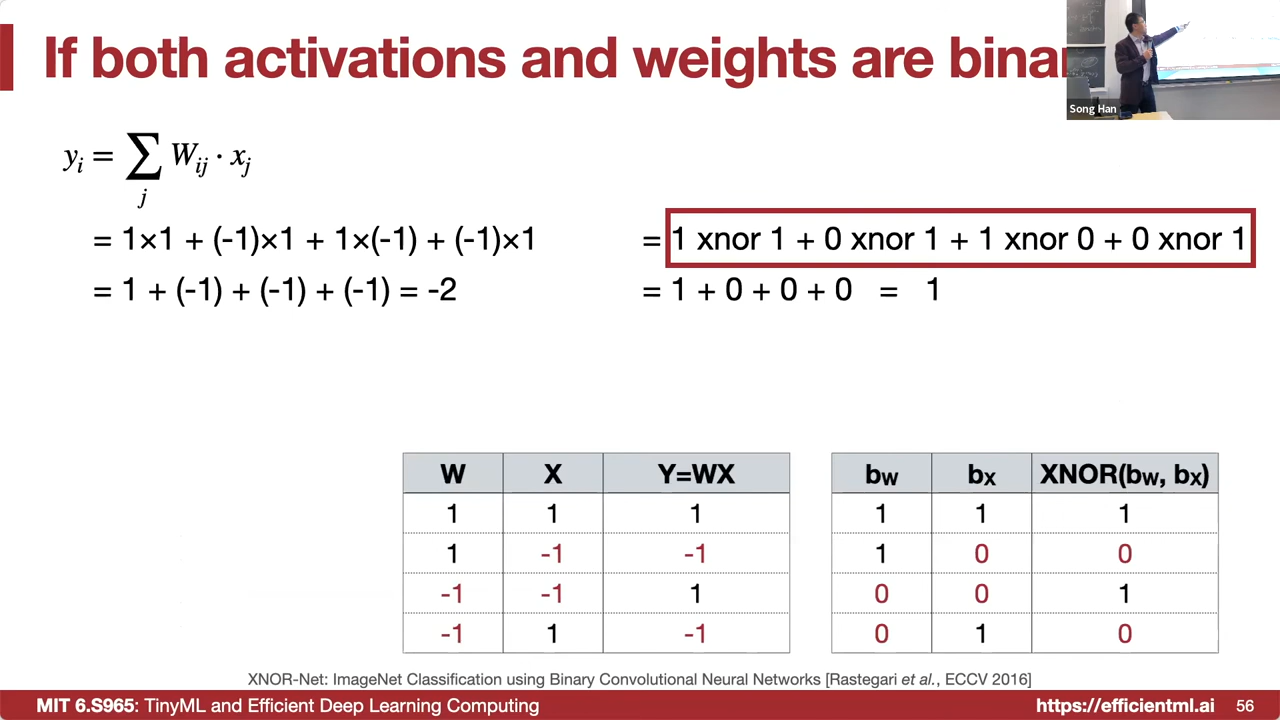 If both activations and weights are binar
Song Han
yᵢ = ∑ⱼ Wᵢⱼ · xⱼ
= 1×1 + (-1)×1 + 1×(-1) + (-1)×1 = 1 xnor 1 + 0 xnor 1 + 1 xnor 0 + 0 xnor 1
= 1 + (-1) + (-1) + (-1) = -2 = 1 + 0 + 0 + 0 = 1
W X Y=WX bw bx XNOR(bw, bx)
1 1 1 1 1 1
1 -1 -1 1 0 0
-1 -1 1 0 0 1
-1 1 -1 0 1 0
XNOR-Net: ImageNet Classification using Binary Convolutional Neural Networks [Rastegari et al., ECCV 2016]
MIT 6.S965: TinyML and Efficient Deep Learning Computing https://efficientml.ai 56